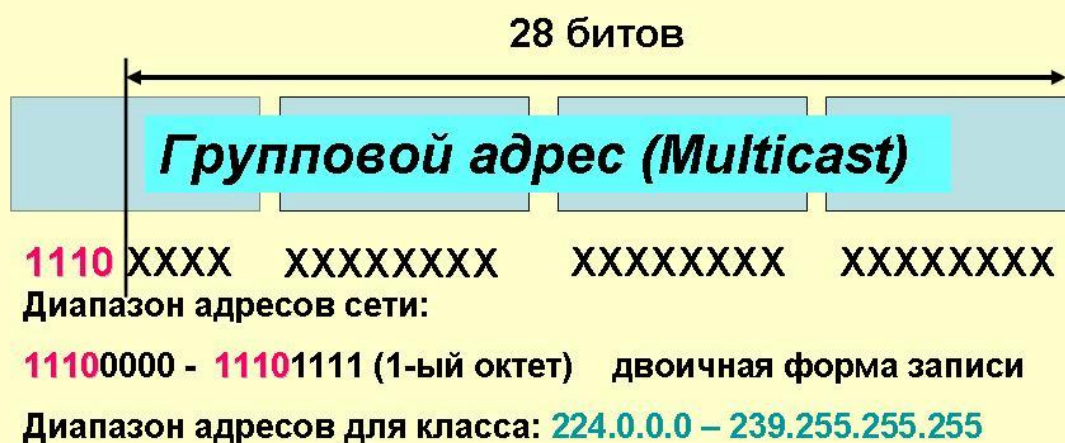 28 битов
Групповой адрес (Multicast)
1110 XXXX XXXXXXXX XXXXXXXX XXXXXXXX
Диапазон адресов сети:
11100000 - 11101111 (1-ый октет) двоичная форма записи
Диапазон адресов для класса: 224.0.0.0 – 239.255.255.255